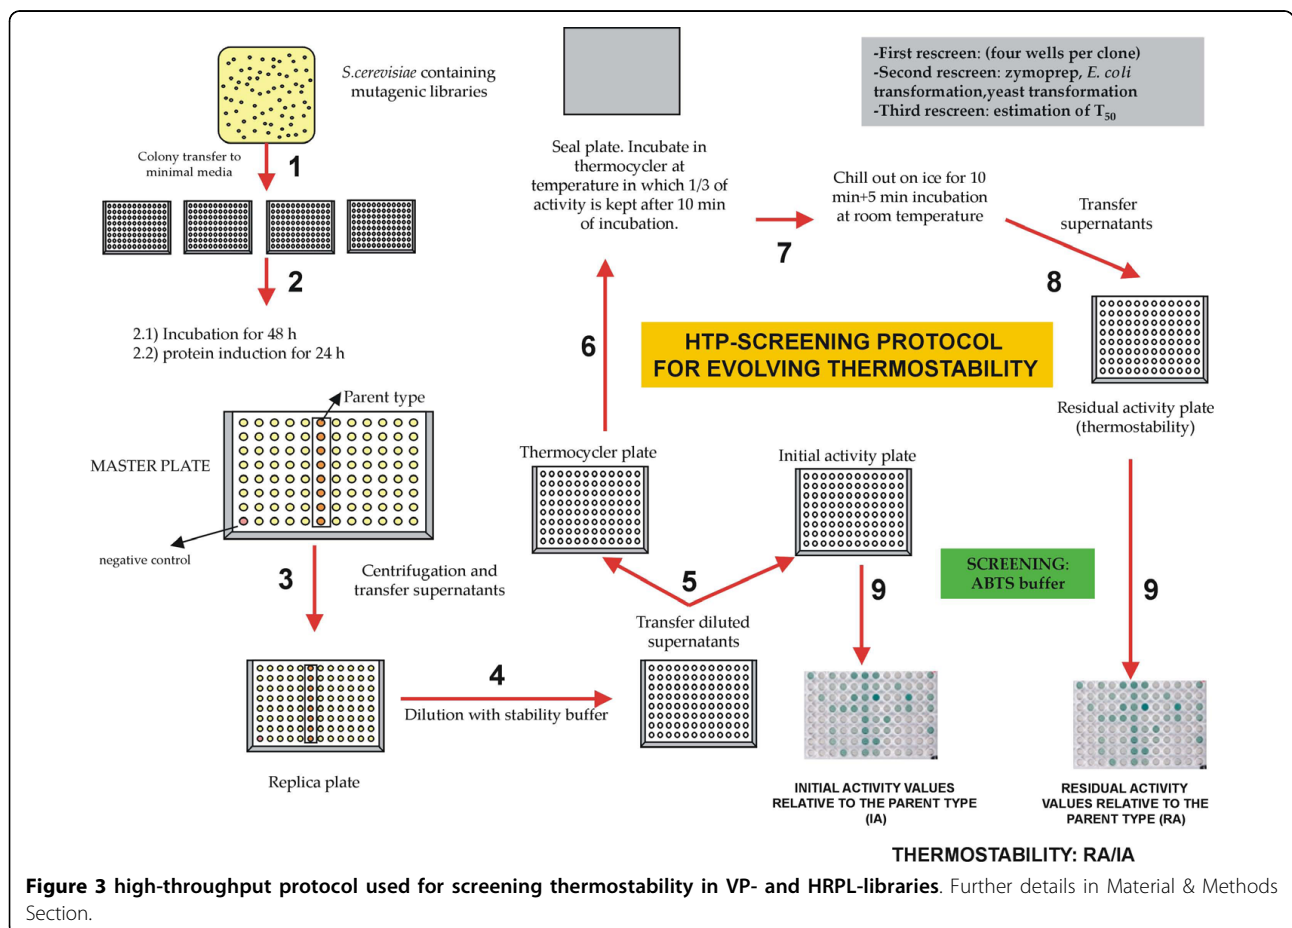 S.cerevisiae containing
mutagenic libraries
Colony transfer to
minimal media
1
2
2.1) Incubation for 48 h
2.2) protein induction for 24 h
Parent type
MASTER PLATE
negative control
3
Centrifugation and
transfer supernatants
Replica plate
4
Dilution with stability buffer
Transfer diluted
supernatants
5
Thermocycler plate
Initial activity plate
6
Seal plate. Incubate in
thermocycler at
temperature in which 1/3 of
activity is kept after 10 min
of incubation.
7
Chill out on ice for 10
min+5 min incubation
at room temperature
Transfer
supernatants
8
-First rescreen: (four wells per clone)
-Second rescreen: zymoprep, E. coli
transformation,yeast transformation
-Third rescreen: estimation of T50
HTP-SCREENING PROTOCOL
FOR EVOLVING THERMOSTABILITY
Residual activity plate
(thermostability)
9
SCREENING:
ABTS buffer
9
INITIAL ACTIVITY VALUES
RELATIVE TO THE PARENT TYPE
(IA)
RESIDUAL ACTIVITY
VALUES RELATIVE TO THE
PARENT TYPE (RA)
THERMOSTABILITY: RA/IA
Figure 3 high-throughput protocol used for screening thermostability in VP- and HRPL-libraries. Further details in Material & Methods
Section.